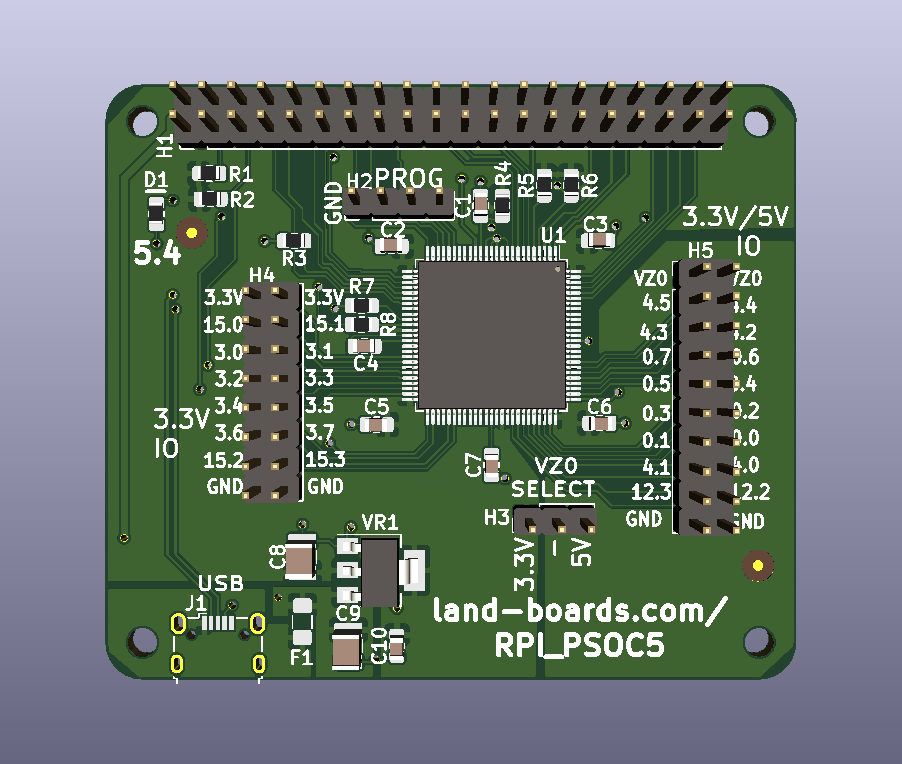 H1
D1
R1
R2
5.4
R3
GND
H2
PROG
C1
R4
R5
R6
C2
C3
U1
3.3V/5V
IO
H4
3.3V
3.3V
15.0
15.1
3.0
3.1
3.2
3.3
3.4
3.5
3.6
3.7
15.2
15.3
GND
GND
3.3V
IO
R7
R8
C4
C5
C6
C7
H5
VZ0
VZ0
4.5
4.4
4.3
4.2
0.7
0.6
0.5
0.4
0.3
0.2
0.1
0.0
4.1
4.0
12.3
12.2
GND
GND
VZ0
SELECT
H3
3.3V
–
5V
C8
VR1
USB
J1
F1
C9
C10
land-boards.com/
RPI_PSOC5